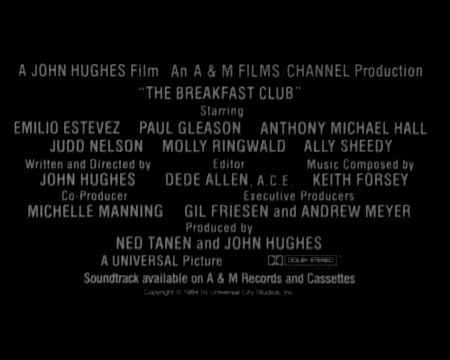 A JOHN HUGHES Film An A & M FILMS/CHANNEL Production
"THE BREAKFAST CLUB"
Starring
EMILIO ESTEVEZ PAUL GLEASON ANTHONY MICHAEL HALL
JUDD NELSON MOLLY RINGWALD ALLY SHEEDY
Written and Directed by Editor Music Composed by
JOHN HUGHES DEDE ALLEN, A.C.E. KEITH FORSEY
Co-Producer Executive Producers
MICHELLE MANNING GIL FRIESEN and ANDREW MEYER
Produced by
NED TANEN and JOHN HUGHES
A UNIVERSAL Picture DOLBY STEREO
Soundtrack available on A & M Records and Cassettes
Copyright © 1984 by Universal City Studios, Inc.